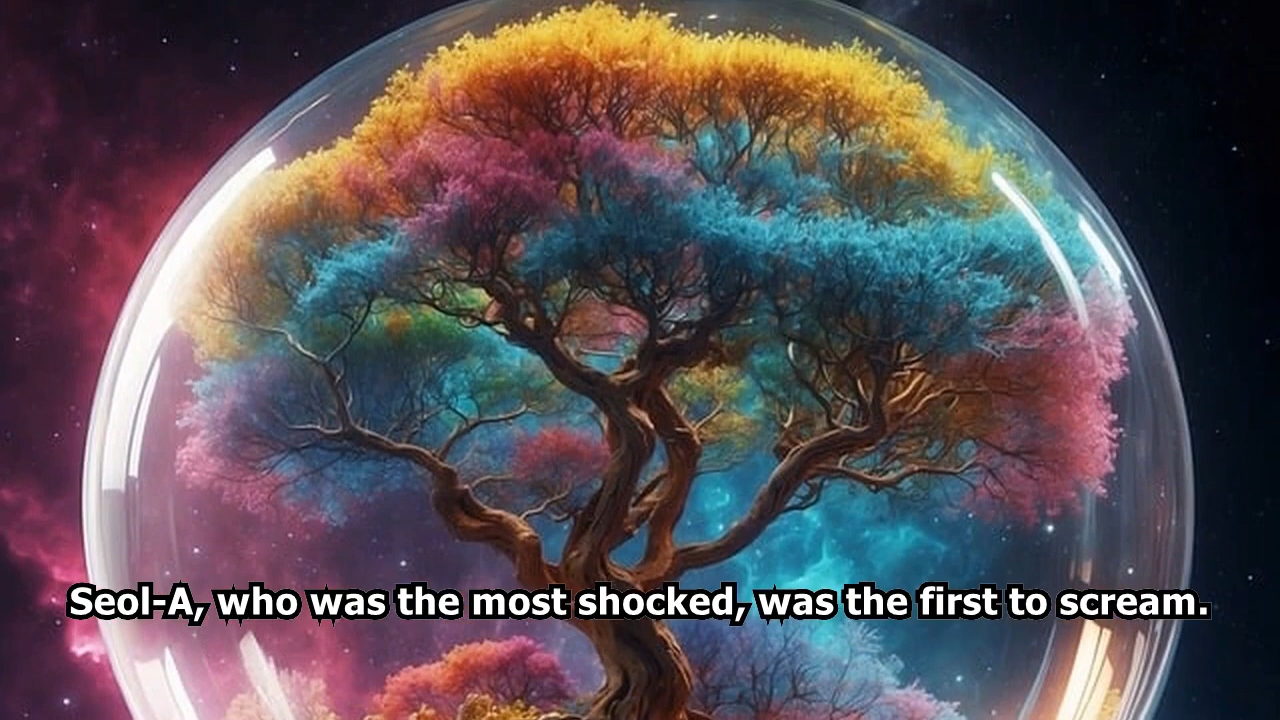 Seol-A, who was the most shocked, was the first to scream.